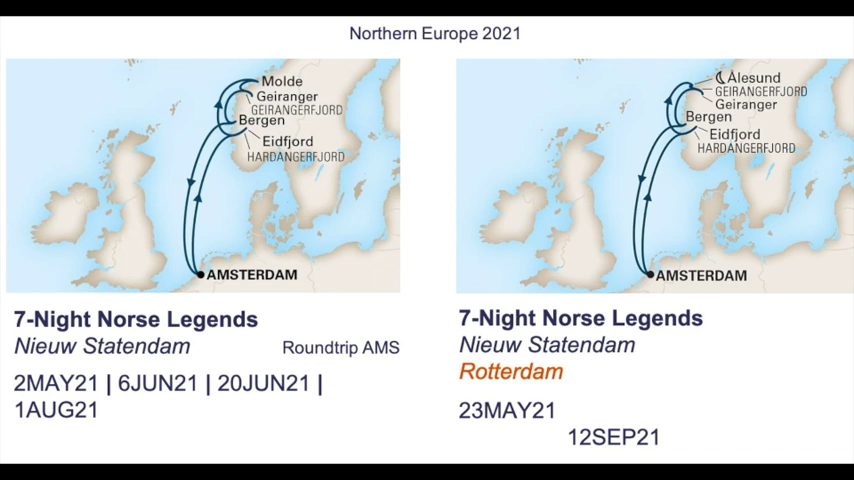 Northern Europe 2021
Molde
Geiranger
GEIRANGERFJORD
Bergen
Eidfjord
HARDANGERFJORD
AMSTERDAM
7-Night Norse Legends
Nieuw Statendam Roundtrip AMS
2MAY21 | 6JUN21 | 20JUN21 |
1AUG21
Ålesund
GEIRANGERFJORD
Geiranger
Bergen
Eidfjord
HARDANGERFJORD
AMSTERDAM
7-Night Norse Legends
Nieuw Statendam
Rotterdam
23MAY21
12SEP21